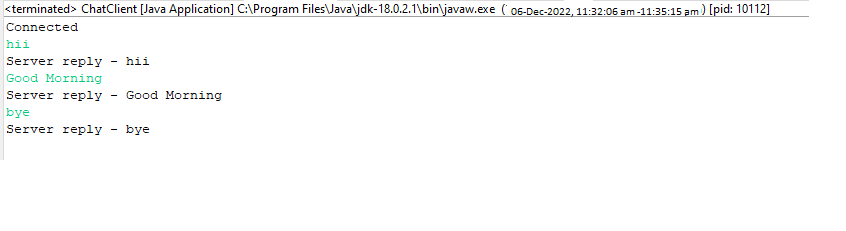 <terminated> ChatClient [Java Application] C:\Program Files\Java\jdk-18.0.2.1\bin\javaw.exe ( 06-Dec-2022, 11:32:06 am -11:35:15 am ) [pid: 10112]
Connected
hii
Server reply - hii
Good Morning
Server reply - Good Morning
bye
Server reply - bye